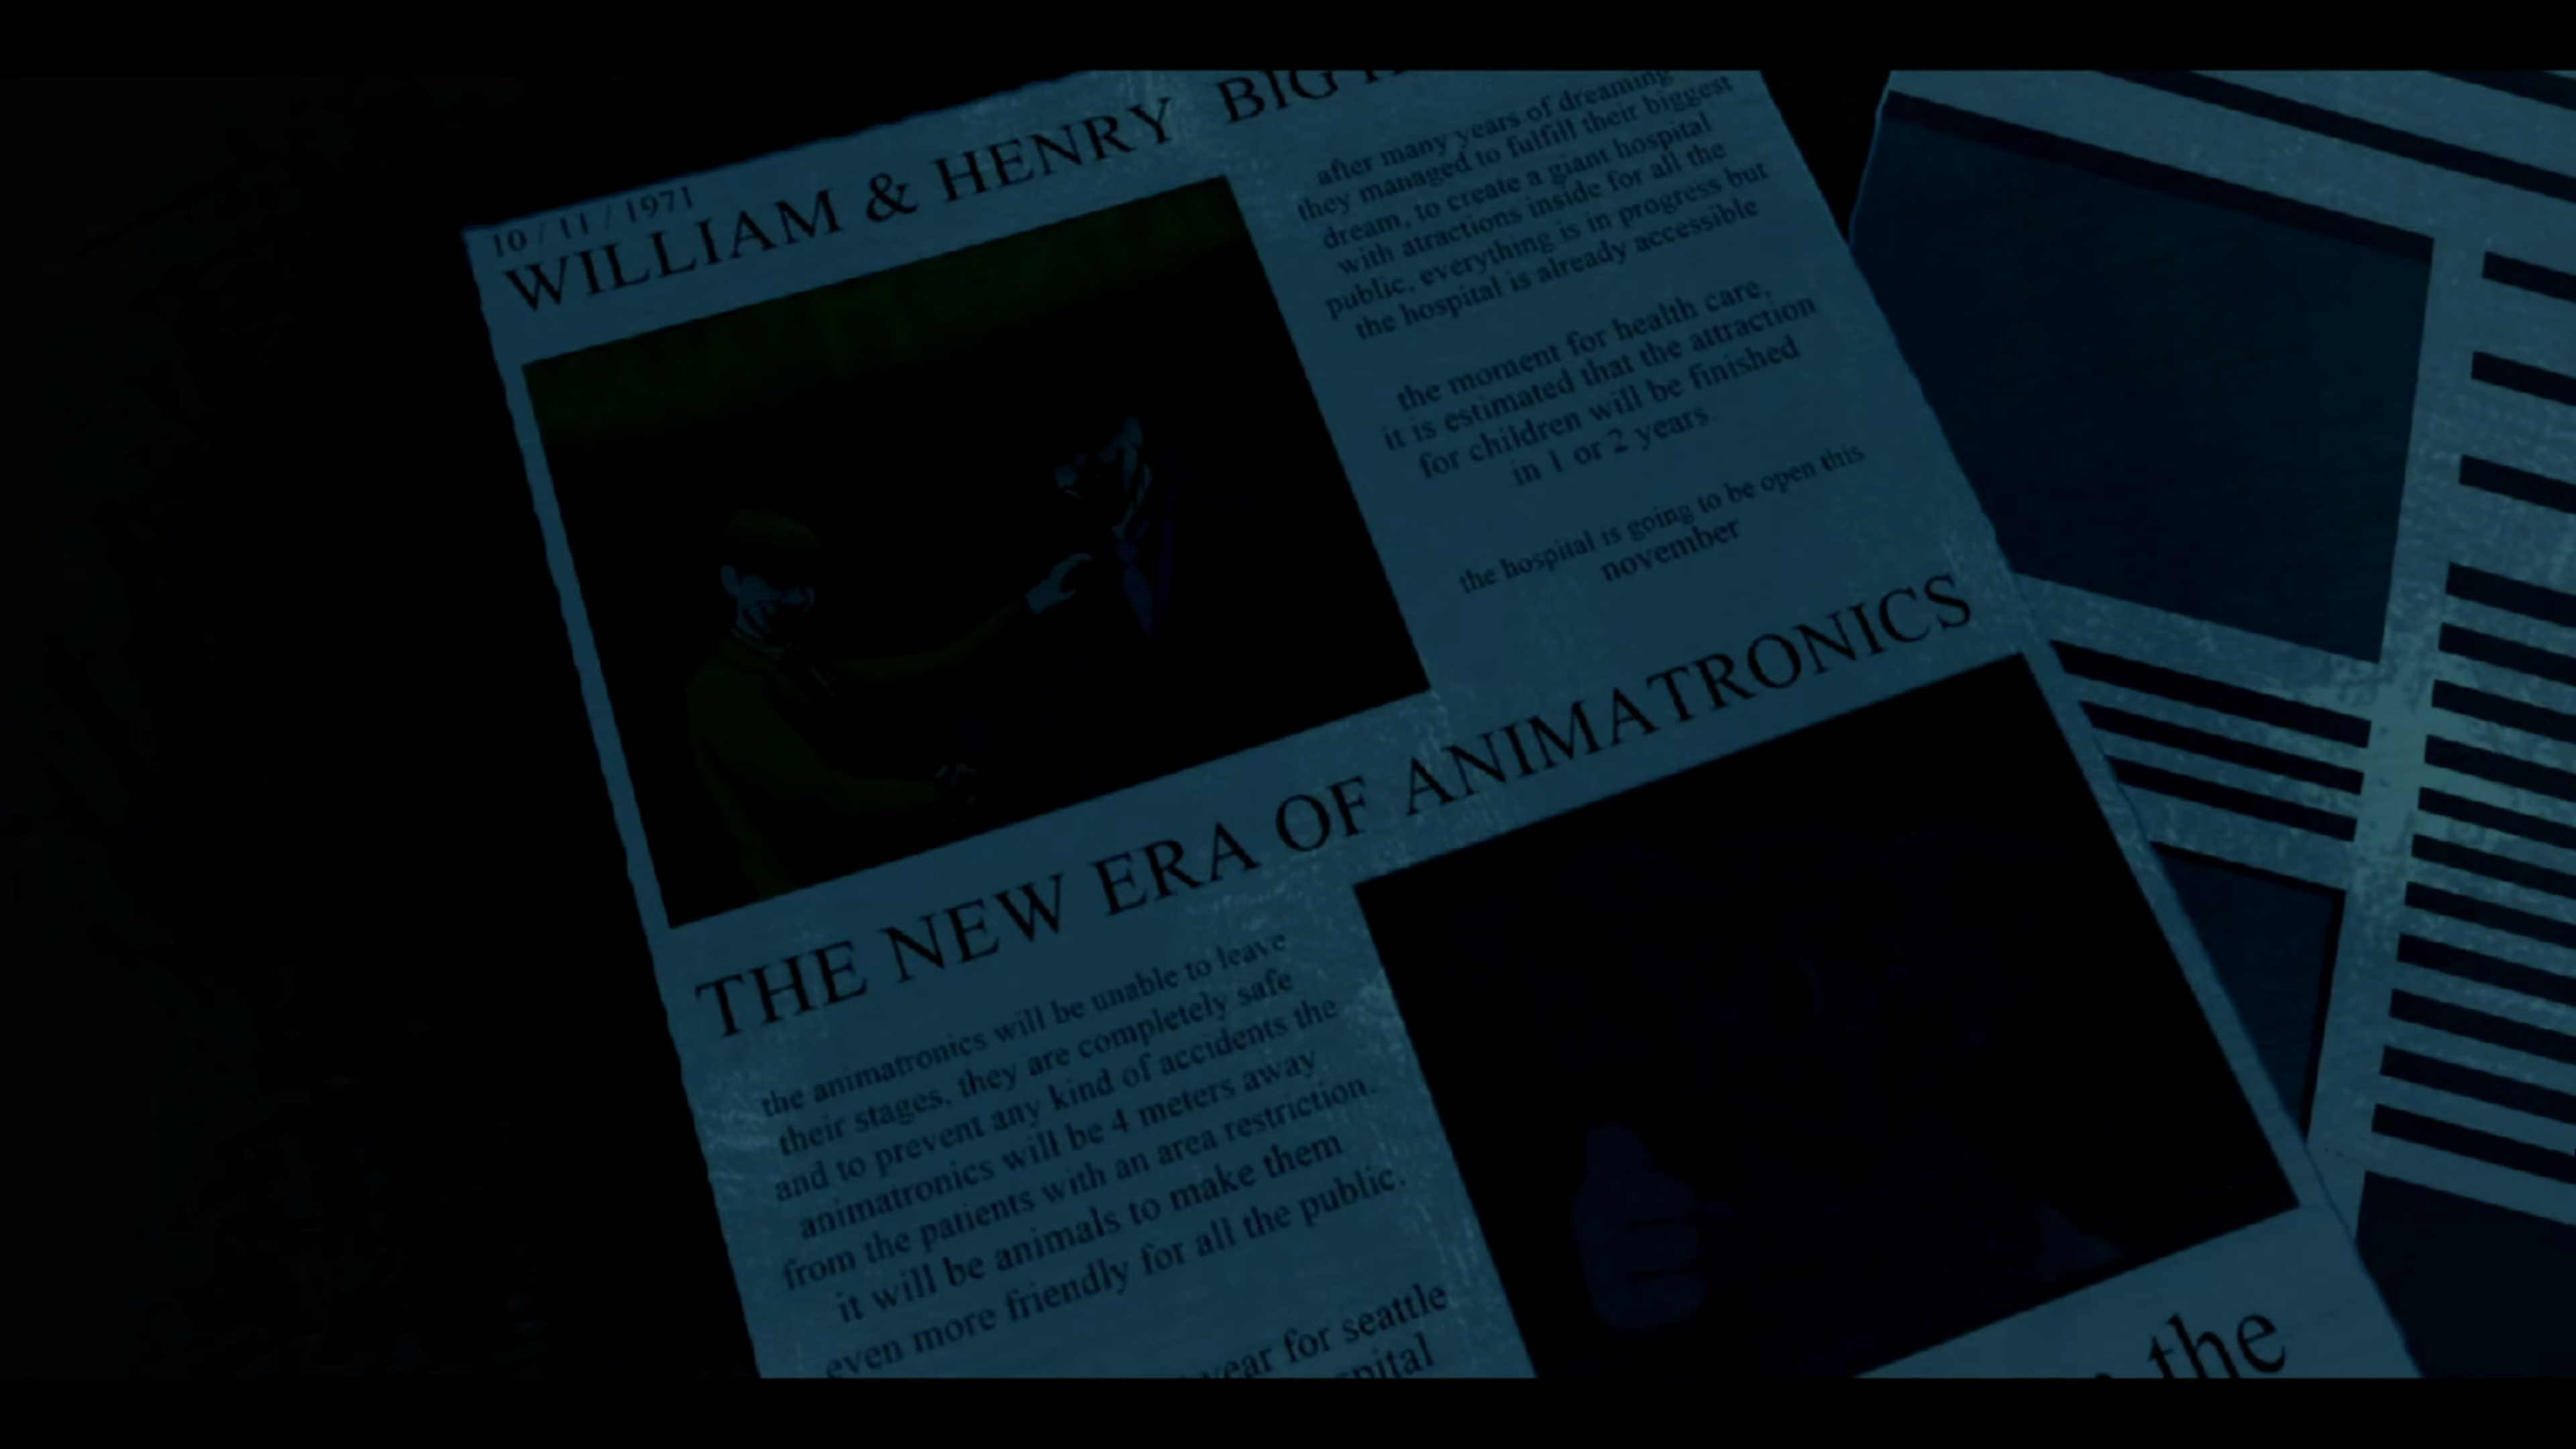 10 / 11 / 1971
WILLIAM & HENRY BIG
after many years of dreaming
they managed to fulfill their biggest
dream, to create a giant hospital
with atractions inside for all the
public, everything is in progress but
the hospital is already accessible
the moment for health care,
it is estimated that the attraction
for children will be finished
in 1 or 2 years.
the hospital is going to be open this
november
THE NEW ERA OF ANIMATRONICS
the animatronics will be unable to leave
their stages, they are completely safe
and to prevent any kind of accidents the
animatronics will be 4 meters away
from the patients with an area restriction.
it will be animals to make them
even more friendly for all the public.
for seattle
the